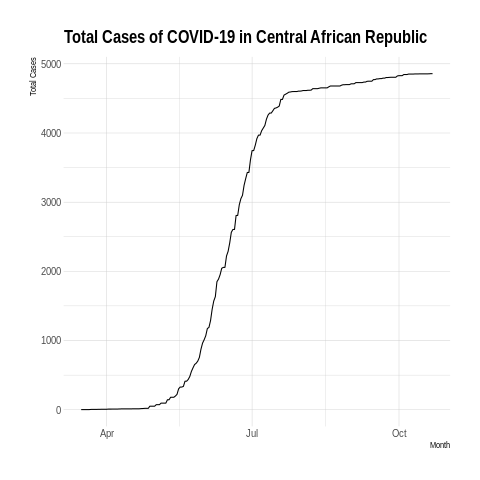 Total Cases of COVID-19 in Central African Republic
Total Cases
5000
4000
3000
2000
1000
0
Apr
Jul
Oct
Month